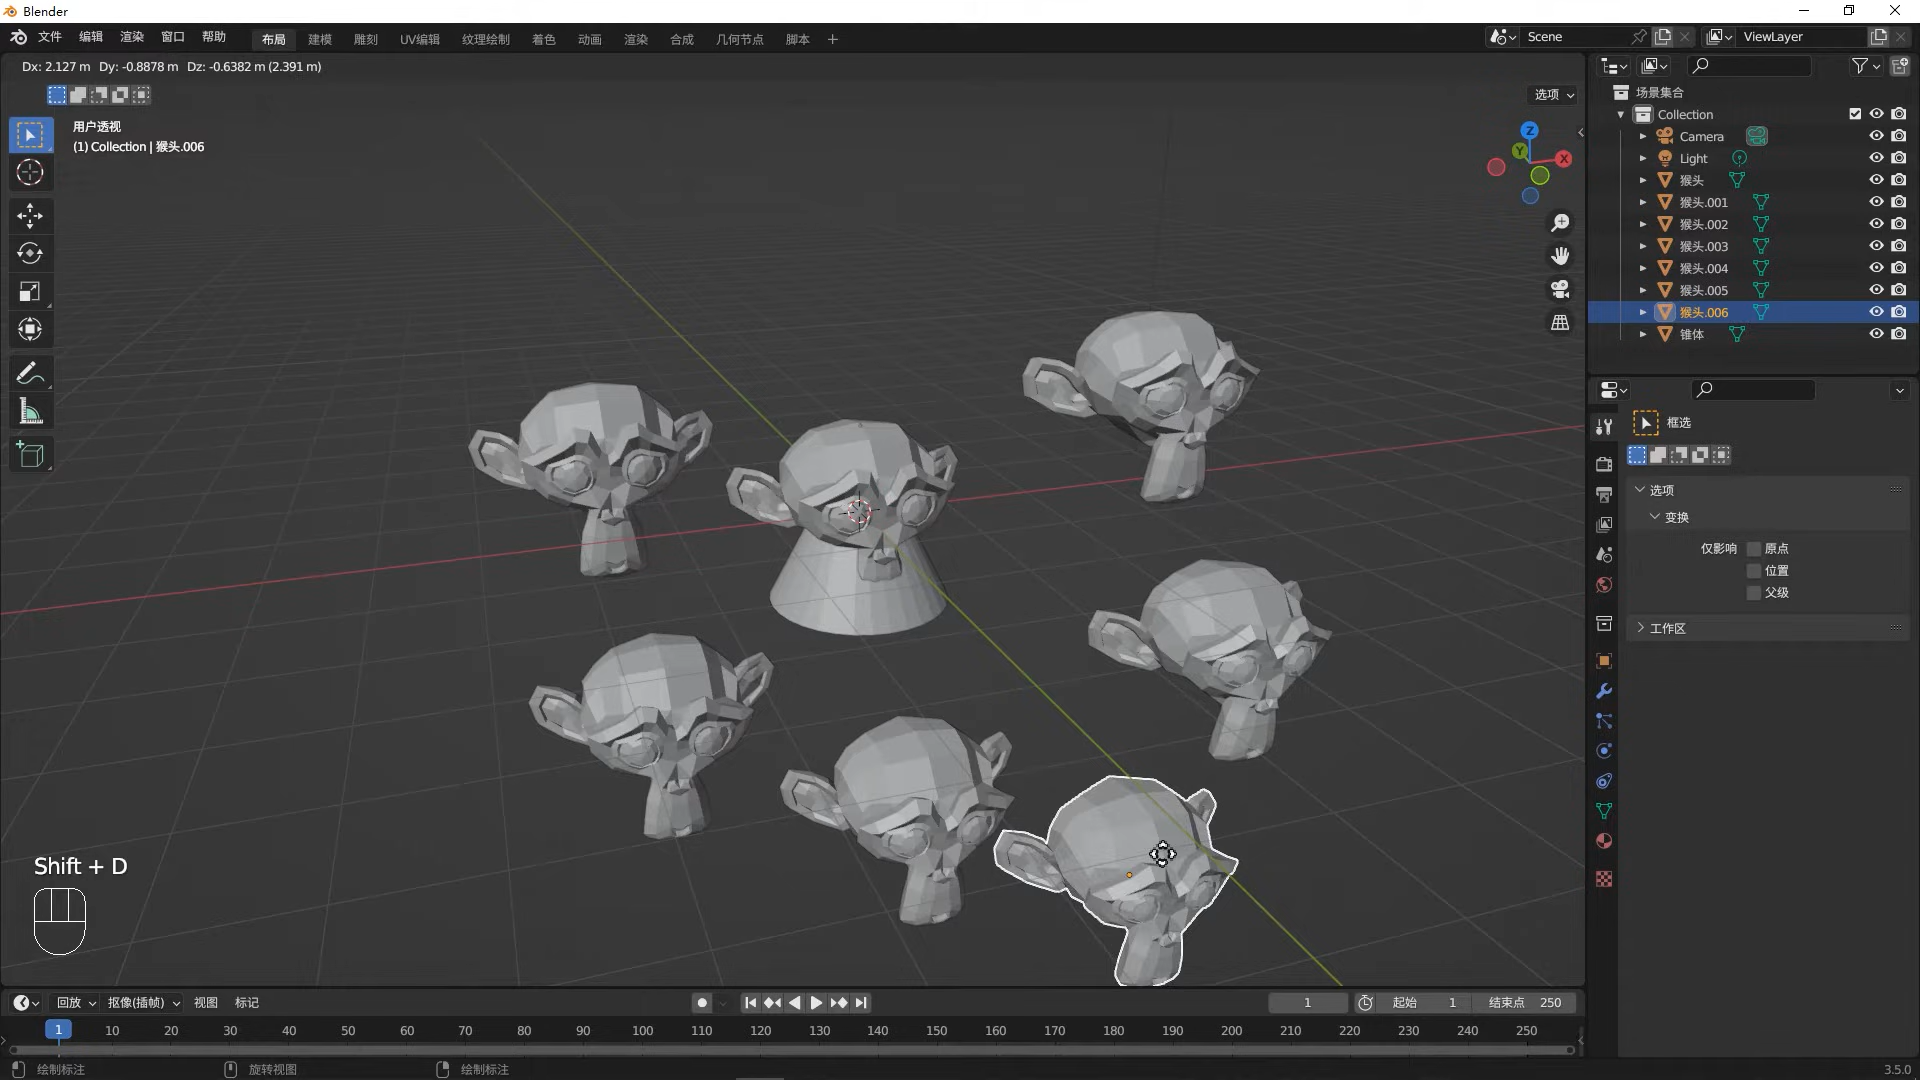 Blender
文件 编辑 渲染 窗口 帮助 布局 建模 雕刻 UV编辑 纹理绘制 着色 动画 渲染 合成 几何节点 脚本 + Scene ViewLayer
Dx: 2.127 m Dy: -0.8878 m Dz: -0.6382 m (2.391 m)
选项
用户透视
(1) Collection | 猴头.006
Z
Y
X
场景集合
Collection
Camera
Light
猴头
猴头.001
猴头.002
猴头.003
猴头.004
猴头.005
猴头.006
锥体
框选
选项
变换
仅影响 原点
位置
父级
工作区
Shift + D
回放 抠像(插帧) 视图 标记 1 起始 1 结束点 250
1 10 20 30 40 50 60 70 80 90 100 110 120 130 140 150 160 170 180 190 200 210 220 230 240 250
绘制标注 旋转视图 绘制标注 3.5.0